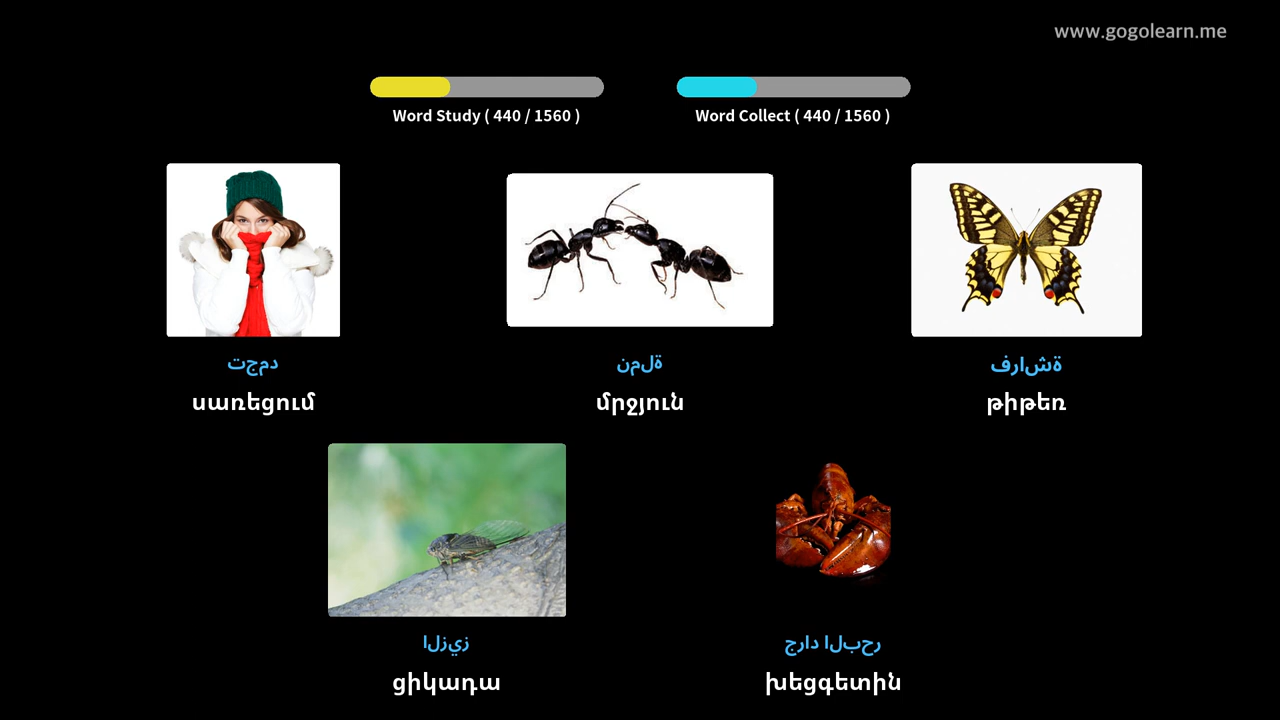 www.gogolearn.me
Word Study ( 440 / 1560 )
Word Collect ( 440 / 1560 )
تجمد
սառեցում
نملة
մրջյուն
فراشة
թիթեռ
الزيز
ցիկադա
جراد البحر
խեցգետին